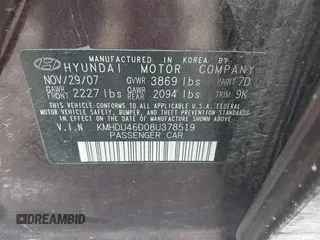 MANUFACTURED IN KOREA BY
HYUNDAI MOTOR COMPANY
NOV/29/07 GVWR 3869 lbs PAINT 7D
GAWR FRONT 2227 lbs GAWR REAR 2094 lbs TRIM 9K
THIS VEHICLE CONFORMS TO ALL APPLICABLE U.S. FEDERAL
MOTOR VEHICLE SAFETY, BUMPER, AND THEFT PREVENTION
STANDARDS IN EFFECT ON THE DATE OF MANUFACTURE SHOWN ABOVE.
V.I.N KMHDU46D08U378519
PASSENGER CAR
DREAMBID